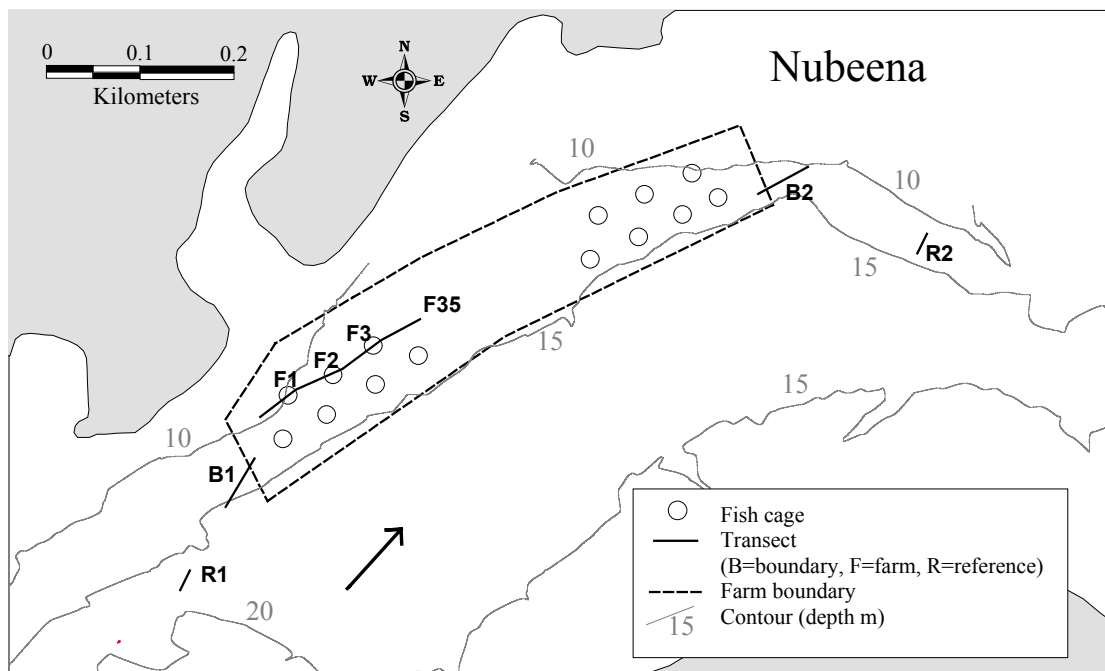 0 0.1 0.2
Kilometers
N
W E
S
Nubeena
10
10
B2
R2
15
F35
F3
F2
F1
15
15
10
B1
R1
20
Fish cage
Transect
(B=boundary, F=farm, R=reference)
Farm boundary
15 Contour (depth m)